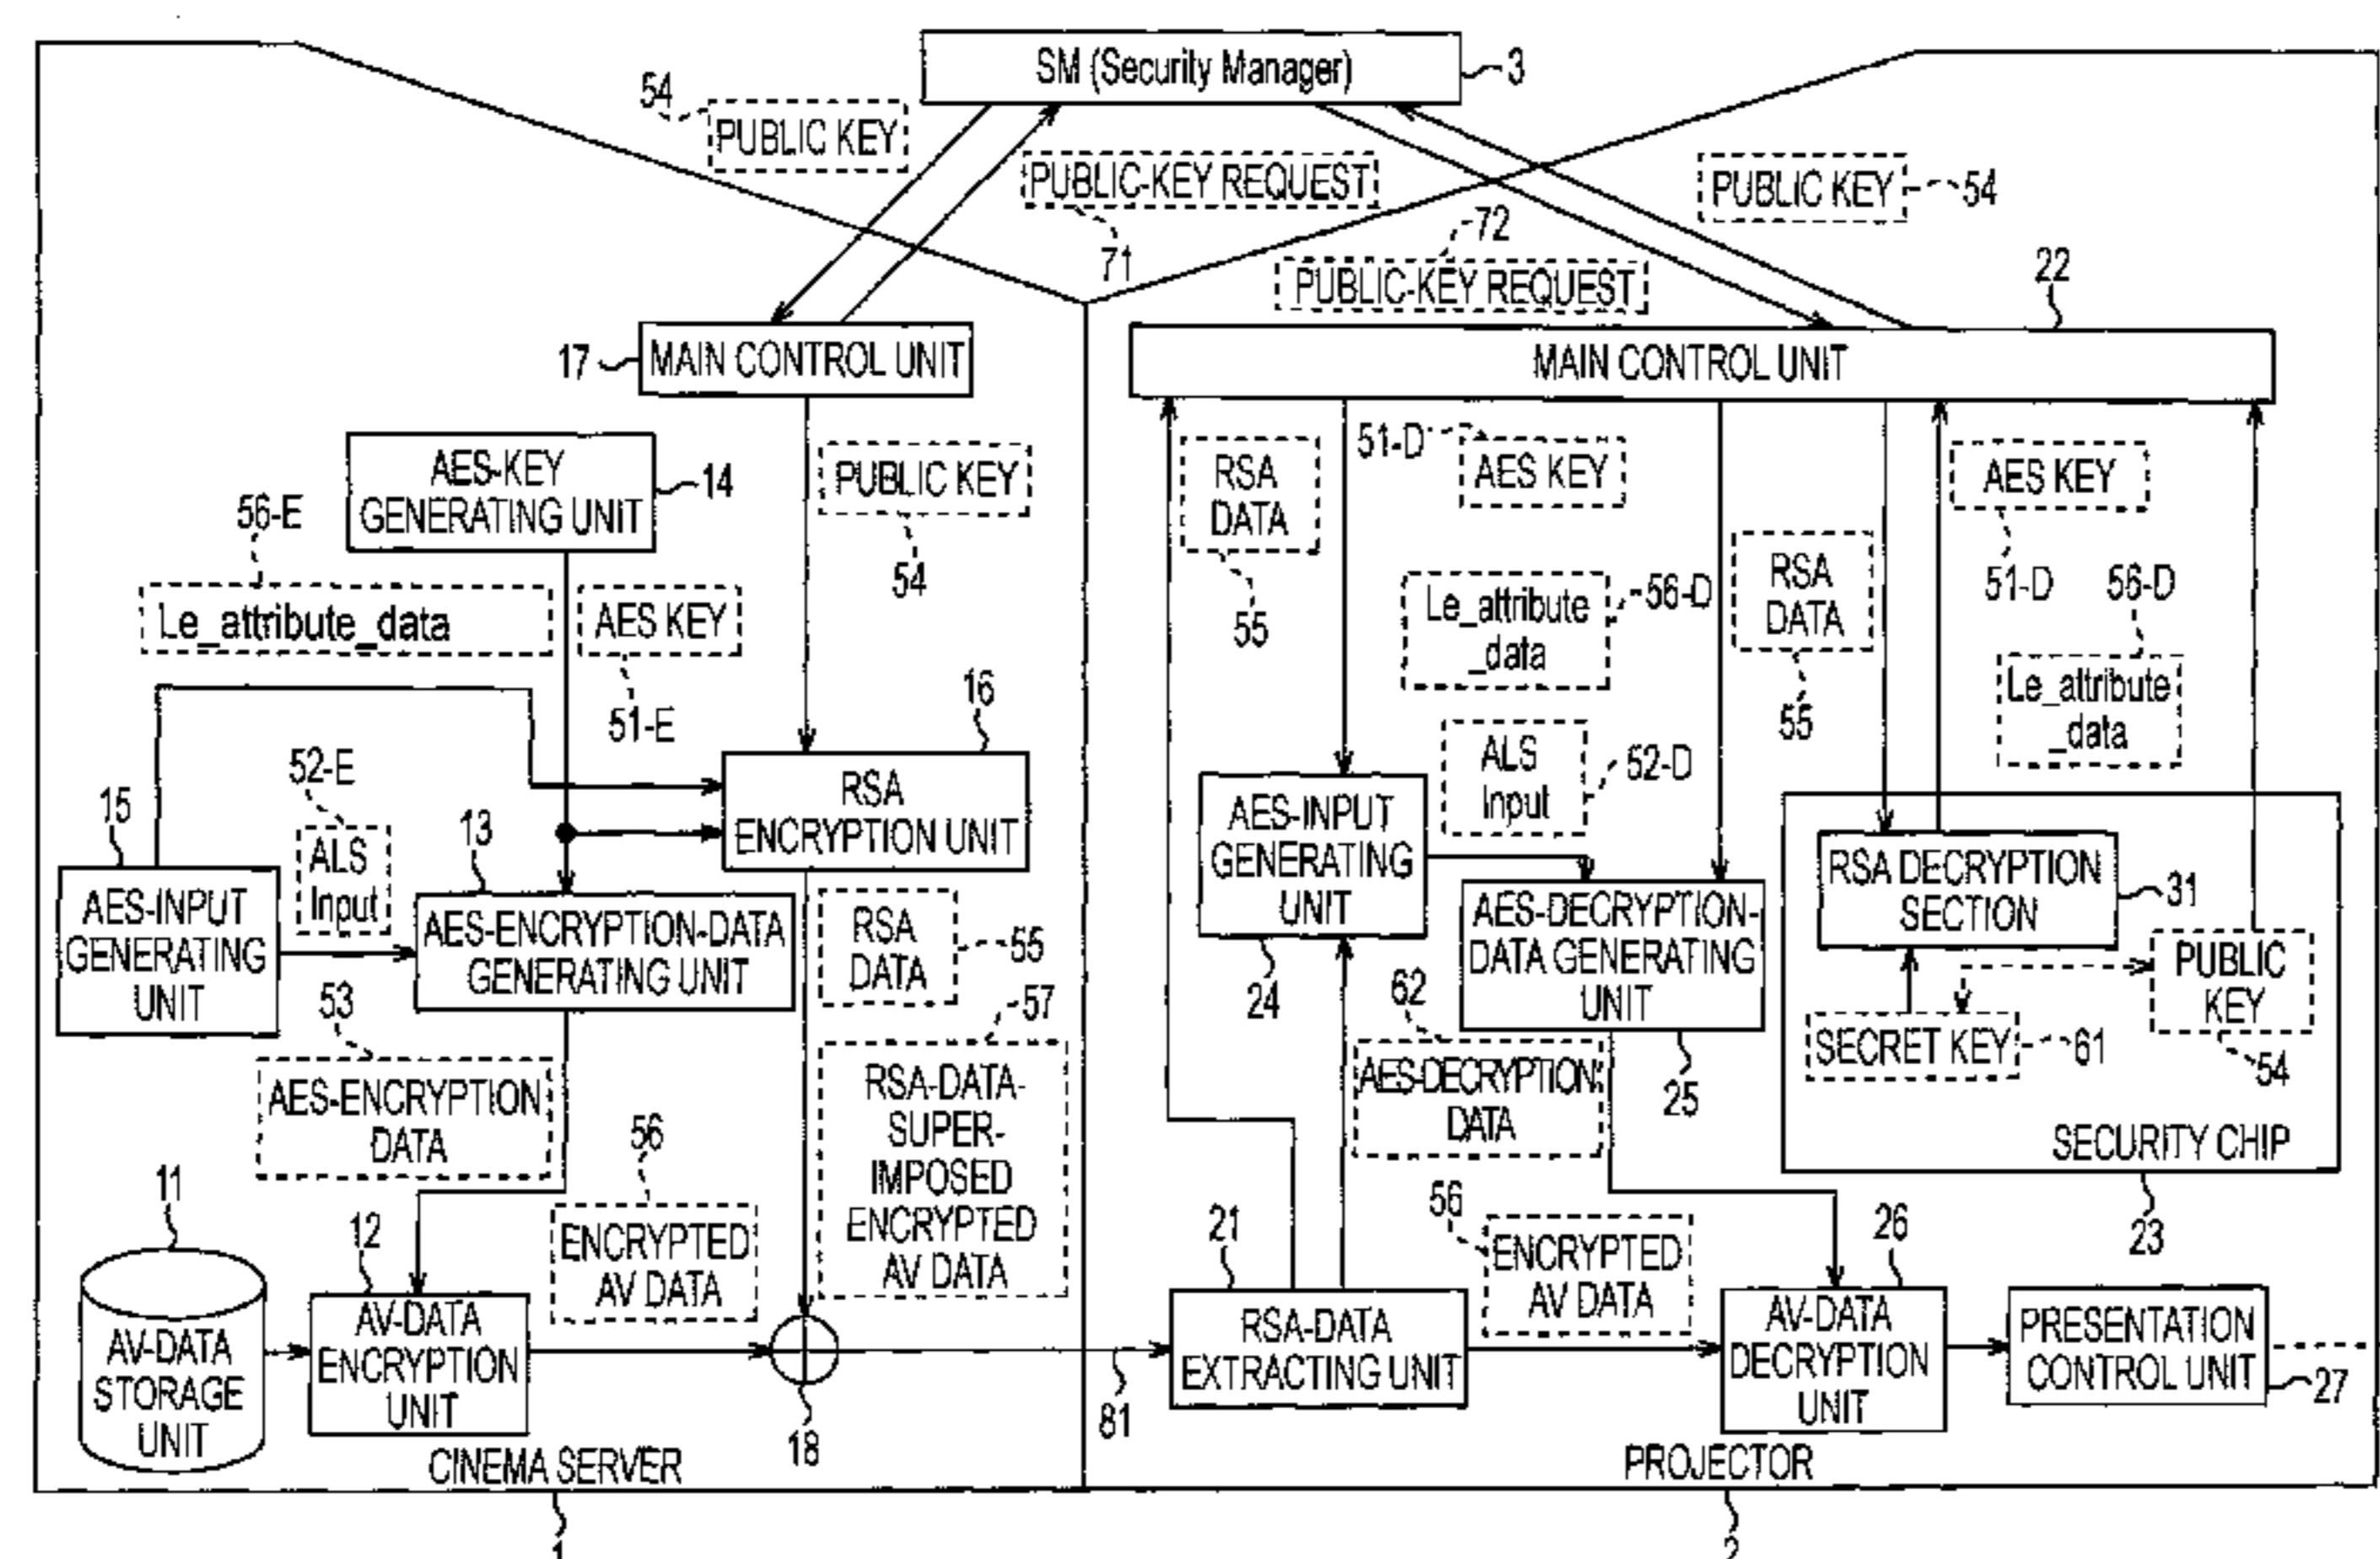 SM (Security Manager)
3
54
PUBLIC KEY
PUBLIC-KEY REQUEST
71
PUBLIC KEY
54
72
PUBLIC-KEY REQUEST
22
17
MAIN CONTROL UNIT
MAIN CONTROL UNIT
AES-KEY
GENERATING UNIT
14
PUBLIC KEY
54
56-E
Le_attribute_data
AES KEY
51-E
16
RSA
ENCRYPTION UNIT
52-E
ALS
Input
15
AES-INPUT
GENERATING
UNIT
13
AES-ENCRYPTION-DATA
GENERATING UNIT
53
AES-ENCRYPTION
DATA
RSA
DATA
55
57
RSA-DATA-
SUPER-
IMPOSED
ENCRYPTED
AV DATA
56
ENCRYPTED
AV DATA
11
AV-DATA
STORAGE
UNIT
12
AV-DATA
ENCRYPTION
UNIT
18
81
CINEMA SERVER
1
RSA
DATA
55
51-D
AES KEY
Le_attribute
_data
56-D
RSA
DATA
55
AES KEY
51-D
56-D
Le_attribute
_data
ALS
Input
52-D
AES-INPUT
GENERATING
UNIT
24
AES-DECRYPTION-
DATA GENERATING
UNIT
25
62
AES-DECRYPTION
DATA
RSA DECRYPTION
SECTION
31
PUBLIC
KEY
54
SECRET KEY
61
SECURITY CHIP
23
21
RSA-DATA
EXTRACTING UNIT
56
ENCRYPTED
AV DATA
26
AV-DATA
DECRYPTION
UNIT
PRESENTATION
CONTROL UNIT
27
PROJECTOR
2